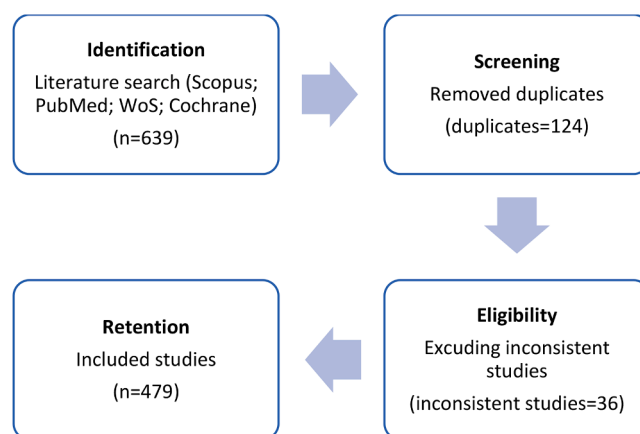 Identification
Literature search (Scopus;
PubMed; WoS; Cochrane)
(n=639)
Screening
Removed duplicates
(duplicates=124)
Eligibility
Excuding inconsistent
studies
(inconsistent studies=36)
Retention
Included studies
(n=479)